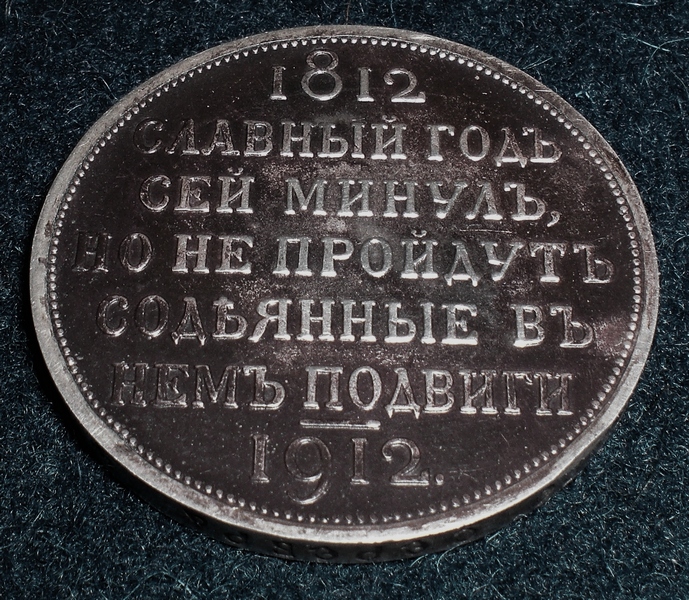 1812
СЛАВНЫЙ ГОДЪ
СЕЙ МИНУЛЪ,
НО НЕ ПРОЙДУТЪ
СОДѢЯННЫЕ ВЪ
НЕМЪ ПОДВИГИ
1912.